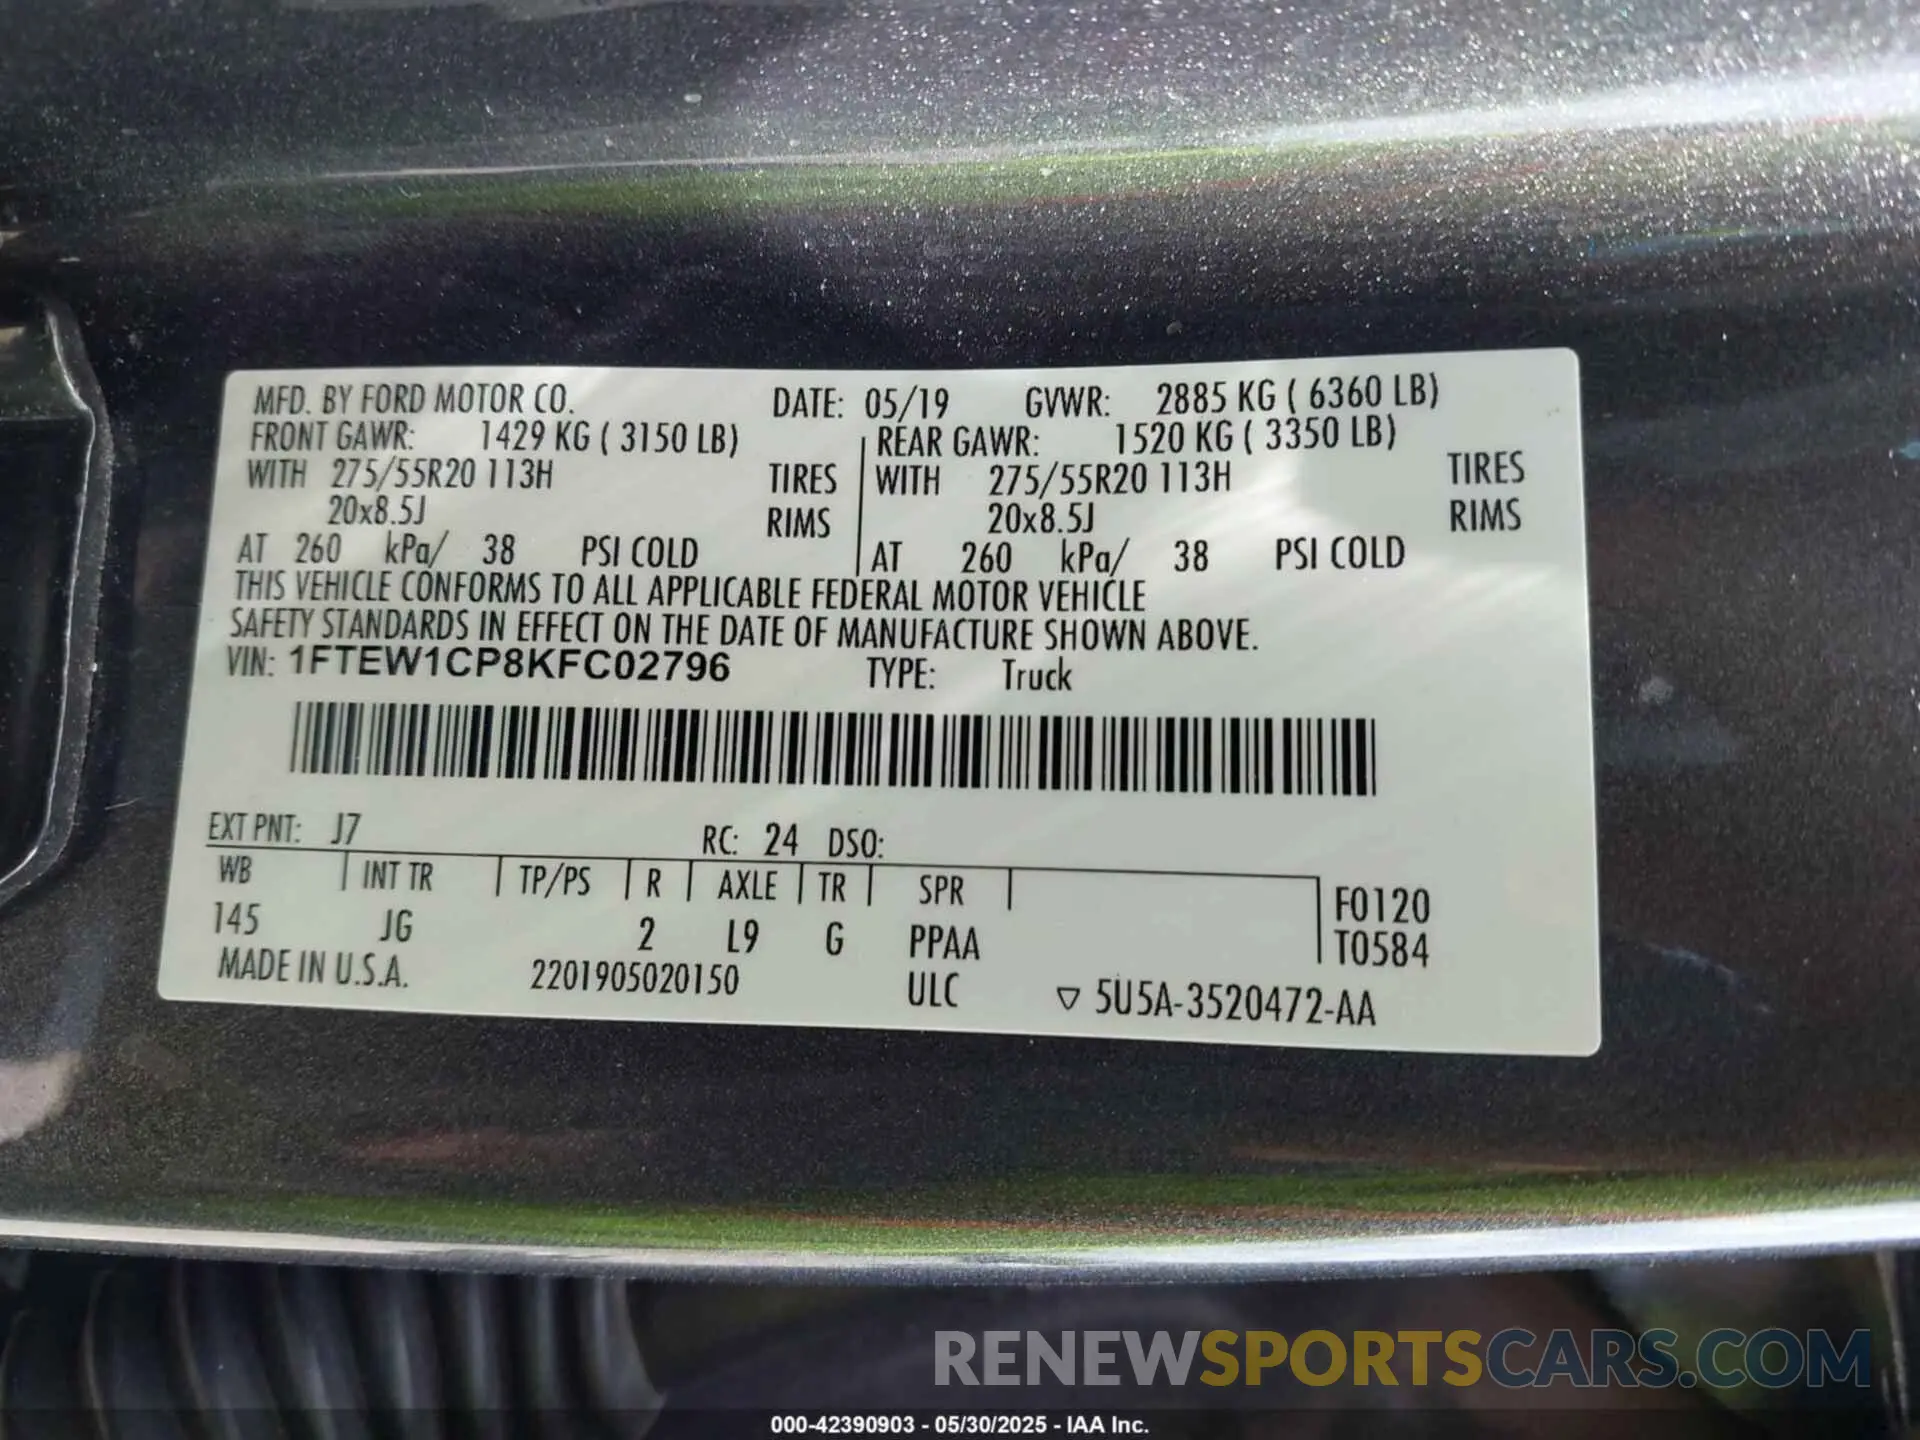 MFD. BY FORD MOTOR CO. DATE: 05/19 GVWR: 2885 KG ( 6360 LB)
FRONT GAWR: 1429 KG ( 3150 LB) REAR GAWR: 1520 KG ( 3350 LB)
WITH 275/55R20 113H TIRES WITH 275/55R20 113H TIRES
20x8.5J RIMS 20x8.5J RIMS
AT 260 kPa/ 38 PSI COLD AT 260 kPa/ 38 PSI COLD
THIS VEHICLE CONFORMS TO ALL APPLICABLE FEDERAL MOTOR VEHICLE
SAFETY STANDARDS IN EFFECT ON THE DATE OF MANUFACTURE SHOWN ABOVE.
VIN: 1FTEW1CP8KFC02796 TYPE: Truck
EXT PNT: J7 RC: 24 DSO:
WB INT TR TP/PS R AXLE TR SPR F0120
145 JG 2 L9 G PPAA T0584
MADE IN U.S.A. 2201905020150 ULC ▽ 5U5A-3520472-AA
RENEWSPORTSCARS.COM
000-42390903 - 05/30/2025 - IAA Inc.